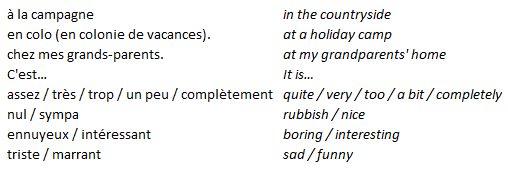 à la campagne in the countryside
en colo (en colonie de vacances). at a holiday camp
chez mes grands-parents. at my grandparents' home
C'est... It is...
assez / très / trop / un peu / complètement quite / very / too / a bit / completely
nul / sympa rubbish / nice
ennuyeux / intéressant boring / interesting
triste / marrant sad / funny